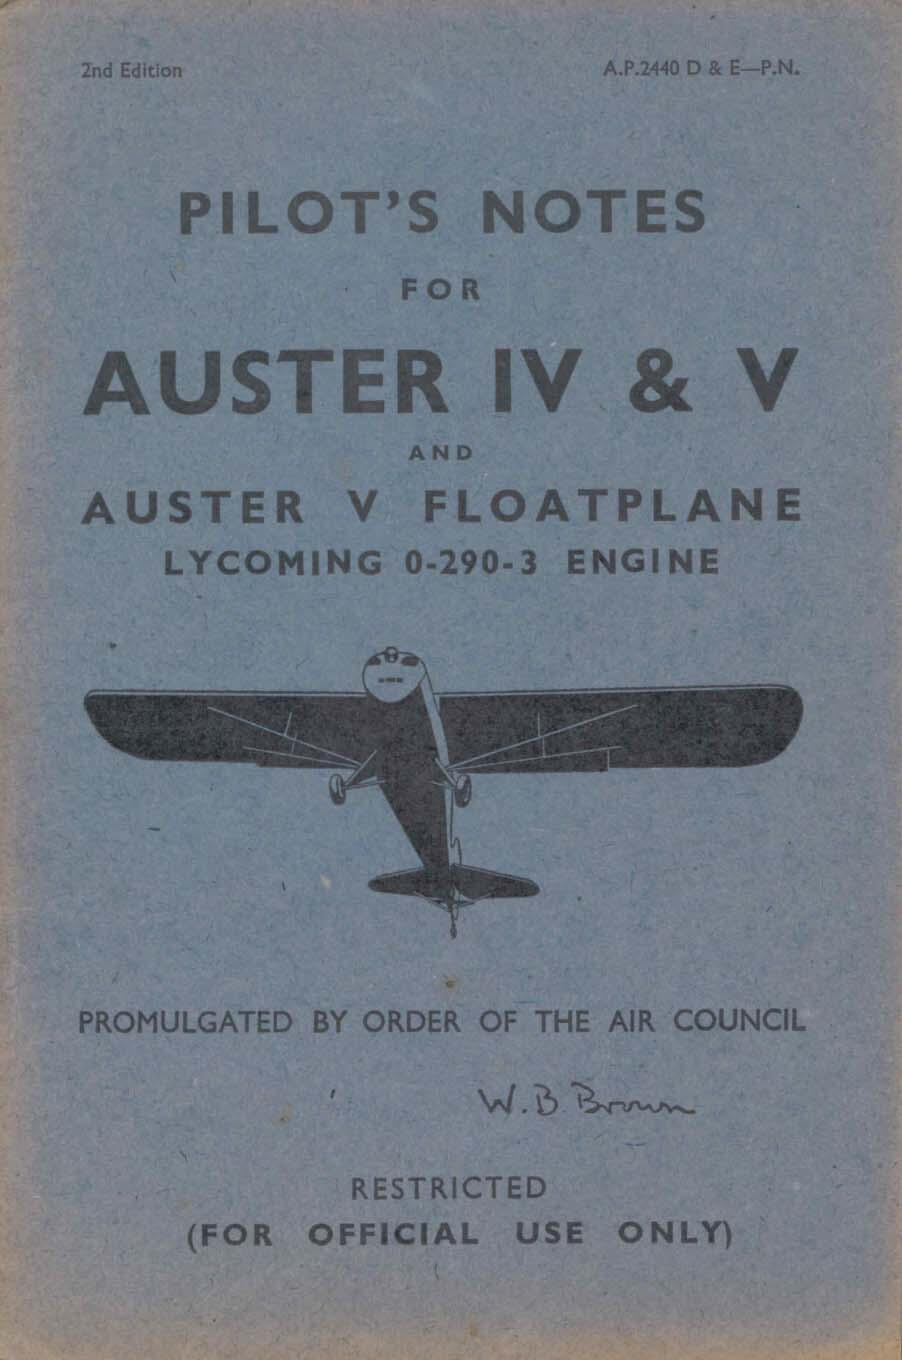 2nd Edition
A.P.2440 D & E—P.N.
PILOT'S NOTES
FOR
AUSTER IV & V
AND
AUSTER V FLOATPLANE
LYCOMING 0-290-3 ENGINE
PROMULGATED BY ORDER OF THE AIR COUNCIL
W. B Brown
RESTRICTED
(FOR OFFICIAL USE ONLY)